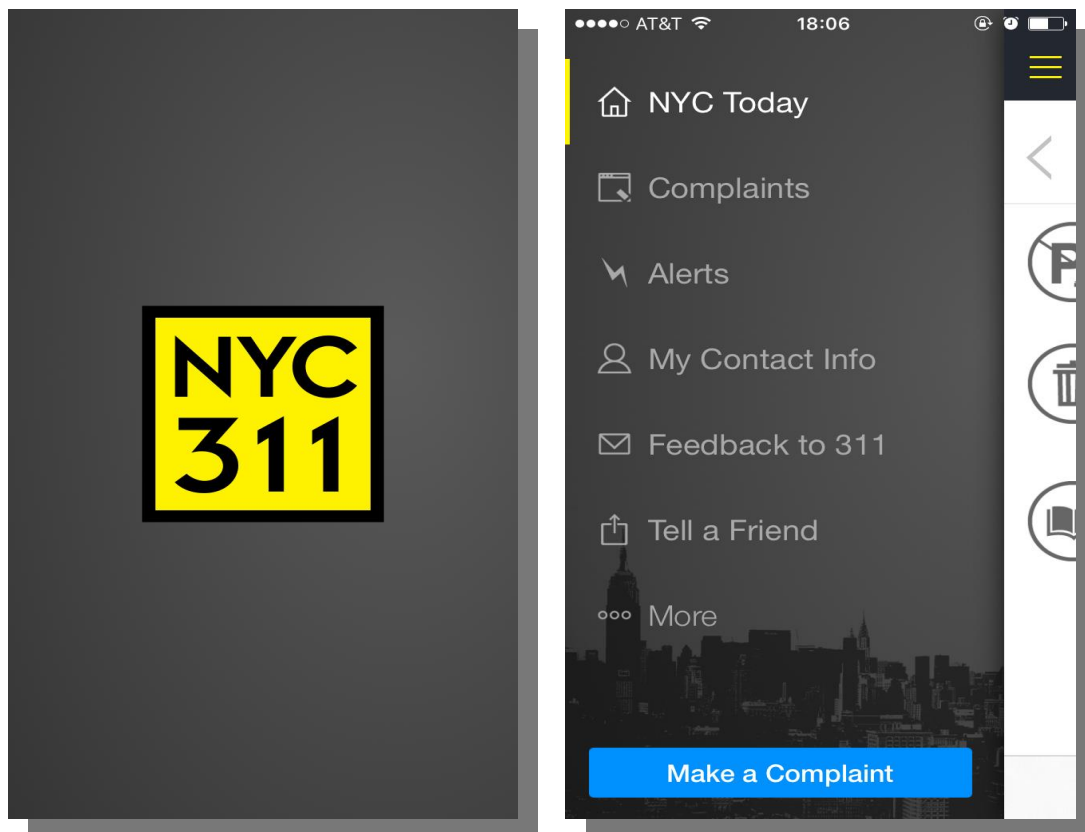 NYC
311
AT&T 18:06
NYC Today
Complaints
Alerts
My Contact Info
Feedback to 311
Tell a Friend
More
Make a Complaint
P